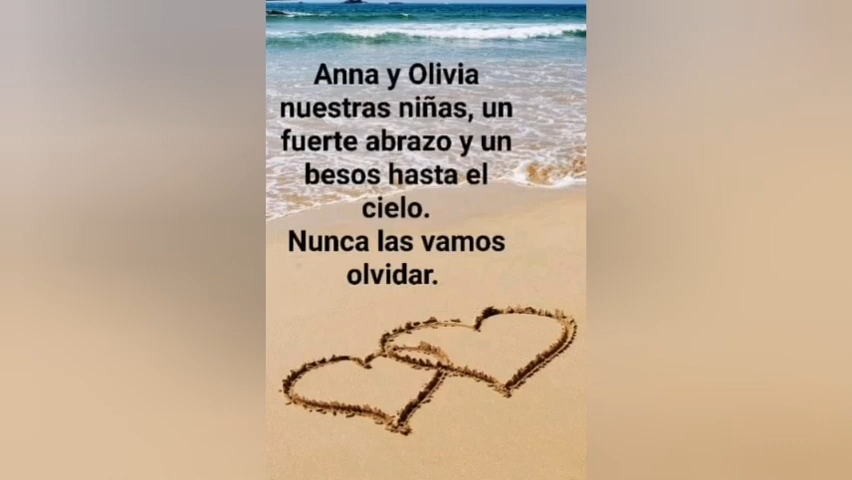 Anna y Olivia
nuestras niñas, un
fuerte abrazo y un
besos hasta el
cielo.
Nunca las vamos
olvidar.